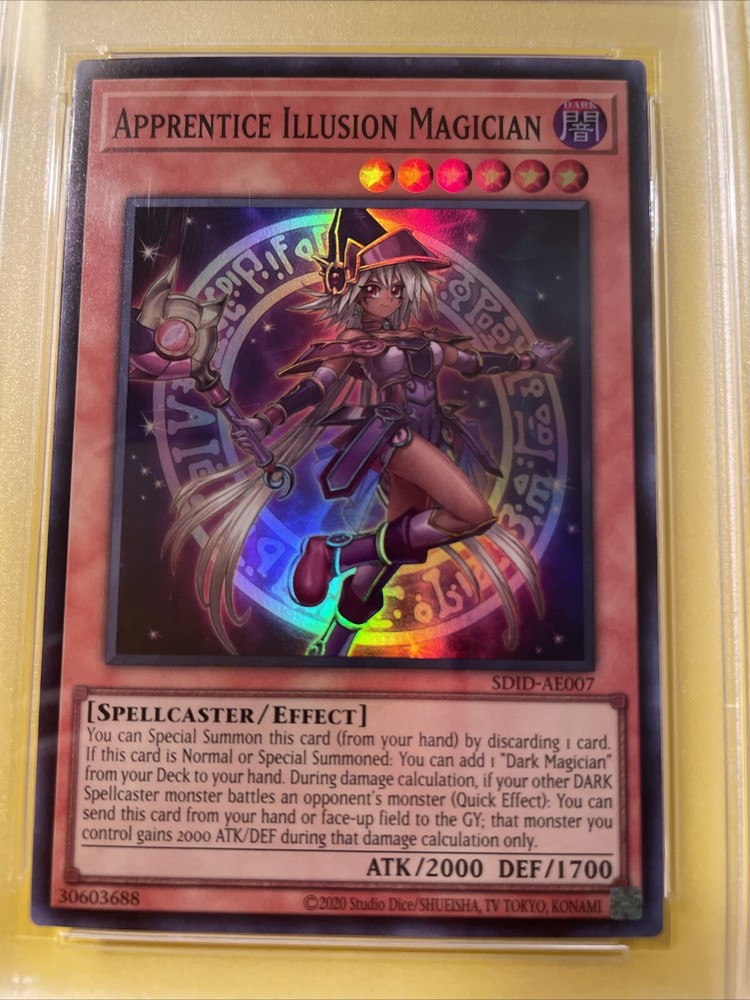 APPRENTICE ILLUSION MAGICIAN
DARK
闇
SDID-AE007
[SPELLCASTER/EFFECT]
You can Special Summon this card (from your hand) by discarding 1 card.
If this card is Normal or Special Summoned: You can add 1 "Dark Magician"
from your Deck to your hand. During damage calculation, if your other DARK
Spellcaster monster battles an opponent's monster (Quick Effect): You can
send this card from your hand or face-up field to the GY; that monster you
control gains 2000 ATK/DEF during that damage calculation only.
ATK/2000 DEF/1700
30603688
©2020 Studio Dice/SHUEISHA, TV TOKYO, KONAMI